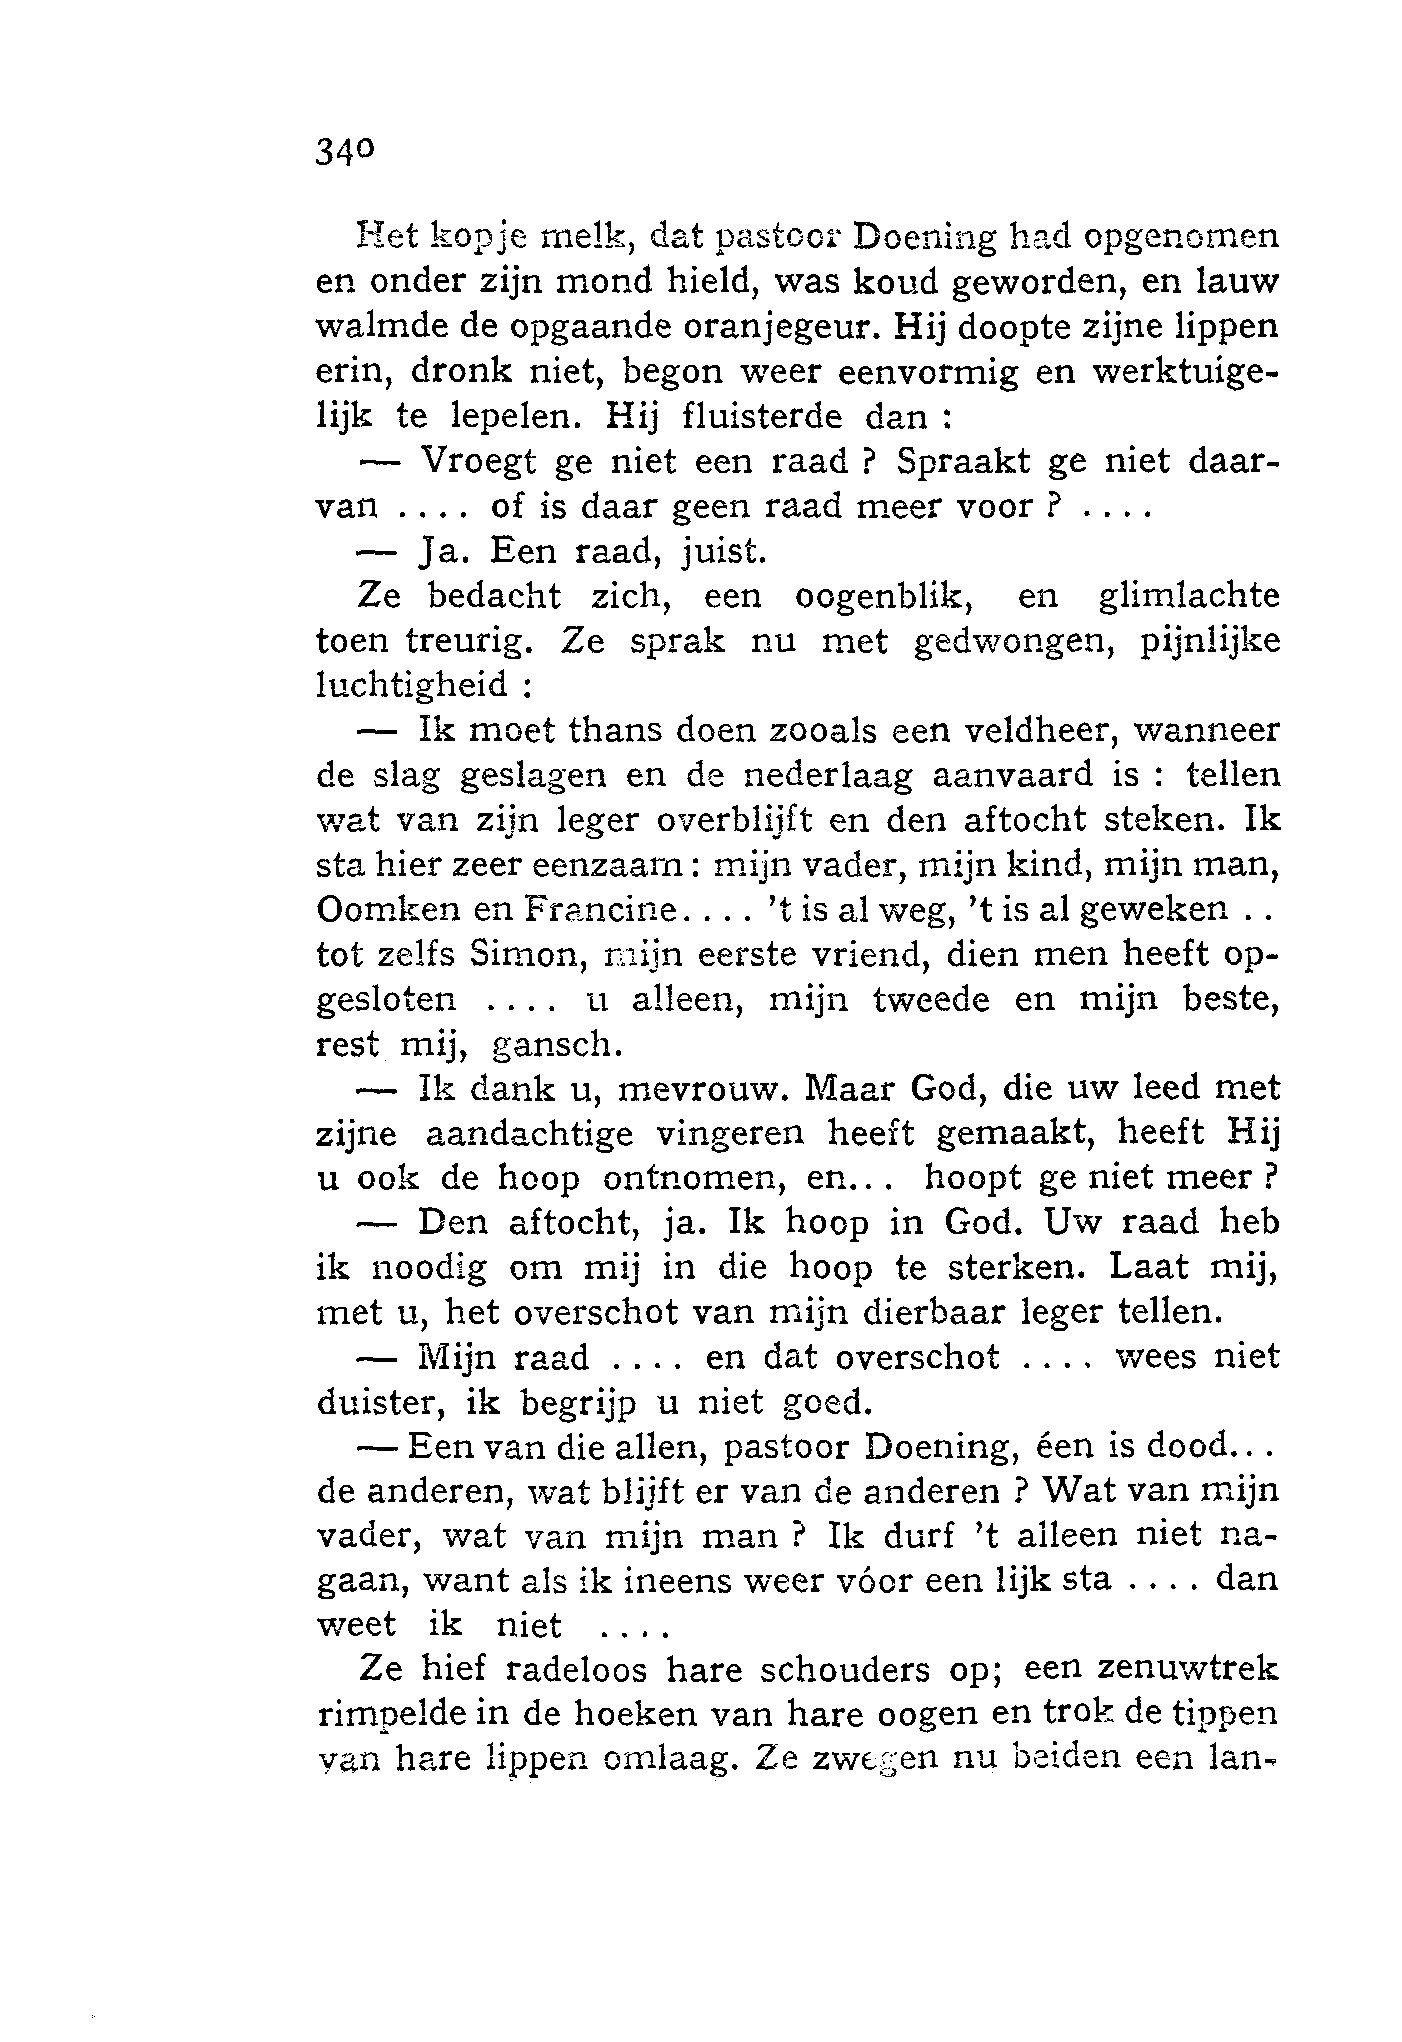 340
Het kopje melk, dat pastoor Doening had opgenomen
en onder zijn mond hield, was koud geworden, en lauw
walmde de opgaande oranjegeur. Hij doopte zijne lippen
erin, dronk niet, begon weer eenvormig en werktuige-
lijk te lepelen. Hij fluisterde dan :
— Vroegt ge niet een raad ? Spraakt ge niet daar-
van .... of is daar geen raad meer voor ? ....
— Ja. Een raad, juist.
Ze bedacht zich, een oogenblik, en glimlachte
toen treurig. Ze sprak nu met gedwongen, pijnlijke
luchtigheid :
— Ik moet thans doen zooals een veldheer, wanneer
de slag geslagen en de nederlaag aanvaard is : tellen
wat van zijn leger overblijft en den aftocht steken. Ik
sta hier zeer eenzaam : mijn vader, mijn kind, mijn man,
Oomken en Francine.... 't is al weg, 't is al geweken . .
tot zelfs Simon, mijn eerste vriend, dien men heeft op-
gesloten .... u alleen, mijn tweede en mijn beste,
rest mij, gansch.
— Ik dank u, mevrouw. Maar God, die uw leed met
zijne aandachtige vingeren heeft gemaakt, heeft Hij
u ook de hoop ontnomen, en... hoopt ge niet meer ?
— Den aftocht, ja. Ik hoop in God. Uw raad heb
ik noodig om mij in die hoop te sterken. Laat mij,
met u, het overschot van mijn dierbaar leger tellen.
— Mijn raad .... en dat overschot .... wees niet
duister, ik begrijp u niet goed.
— Een van die allen, pastoor Doening, één is dood...
de anderen, wat blijft er van de anderen ? Wat van mijn
vader, wat van mijn man ? Ik durf 't alleen niet na-
gaan, want als ik ineens weer vóor een lijk sta .... dan
weet ik niet ....
Ze hief radeloos hare schouders op; een zenuwtrek
rimpelde in de hoeken van hare oogen en trok de tippen
van hare lippen omlaag. Ze zwegen nu beiden een lan-